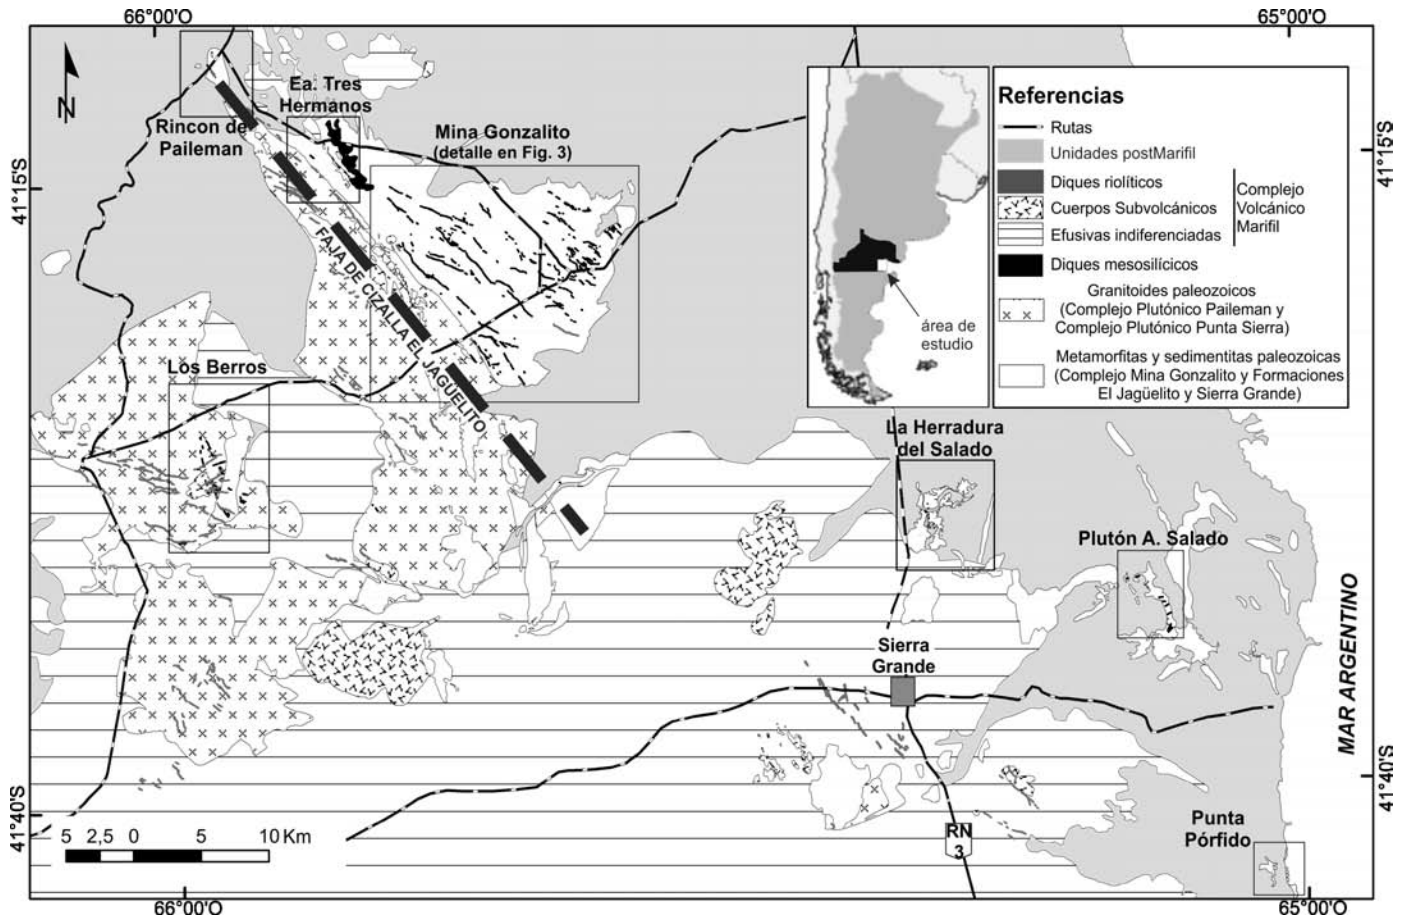 66°00'O
65°00'O
N
Ea. Tres
Hermanos
Rincon de
Paileman
Mina Gonzalito
(detalle en Fig. 3)
41°15'S
41°15'S
FAJA DE CIZALLA EL JAGÜELITO
Los Berros
área de
estudio
Referencias
Rutas
Unidades postMarifil
Diques riolíticos
Cuerpos Subvolcánicos
Efusivas indiferenciadas
Complejo
Volcánico
Marifil
Diques mesosilícicos
Granitoides paleozoicos
(Complejo Plutónico Paileman y
Complejo Plutónico Punta Sierra)
Metamorfitas y sedimentitas paleozoicas
(Complejo Mina Gonzalito y Formaciones
El Jagüelito y Sierra Grande)
La Herradura
del Salado
Plutón A. Salado
Sierra
Grande
MAR ARGENTINO
41°40'S
41°40'S
Punta
Pórfido
RN
3
5 2,5 0 5 10 Km
66°00'O
65°00'O